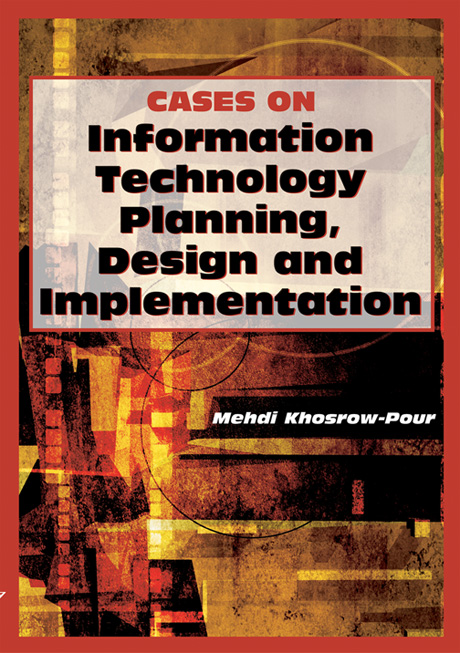 CASES ON
Information
Technology
Planning,
Design and
Implementation
Mehdi Khosrow-Pour